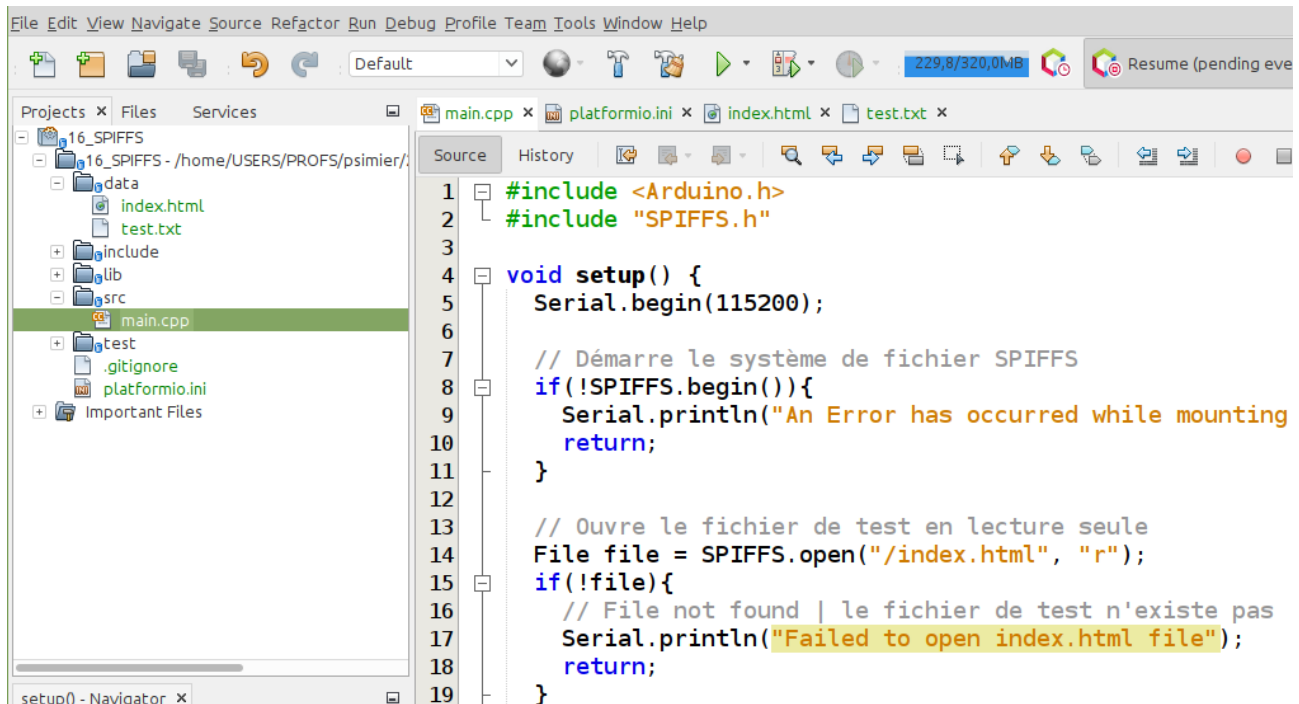 File Edit View Navigate Source Refactor Run Debug Profile Team Tools Window Help
Default 229,8/320,0MB Resume (pending eve
Projects Files Services
main.cpp platformio.ini index.html test.txt
16_SPIFFS
16_SPIFFS - /home/USERS/PROFS/psimier/
data
index.html
test.txt
include
lib
src
main.cpp
test
.gitignore
platformio.ini
Important Files
setup() - Navigator
Source History
1 #include <Arduino.h>
2 #include "SPIFFS.h"
3
4 void setup() {
5 Serial.begin(115200);
6
7 // Démarre le système de fichier SPIFFS
8 if(!SPIFFS.begin()){
9 Serial.println("An Error has occurred while mounting
10 return;
11 }
12
13 // Ouvre le fichier de test en lecture seule
14 File file = SPIFFS.open("/index.html", "r");
15 if(!file){
16 // File not found | le fichier de test n'existe pas
17 Serial.println("Failed to open index.html file");
18 return;
19 }